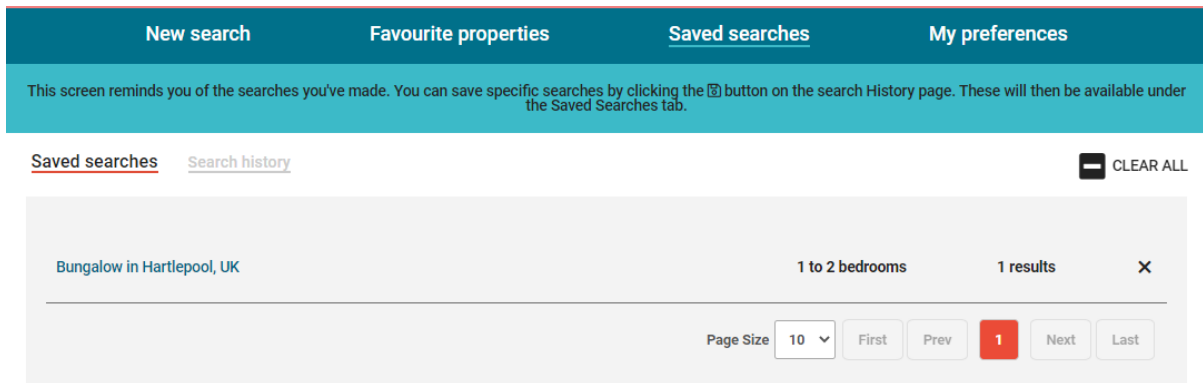 New search Favourite properties Saved searches My preferences
This screen reminds you of the searches you've made. You can save specific searches by clicking the button on the search History page. These will then be available under
the Saved Searches tab.
Saved searches Search history CLEAR ALL
Bungalow in Hartlepool, UK 1 to 2 bedrooms 1 results ✕
Page Size 10 First Prev 1 Next Last